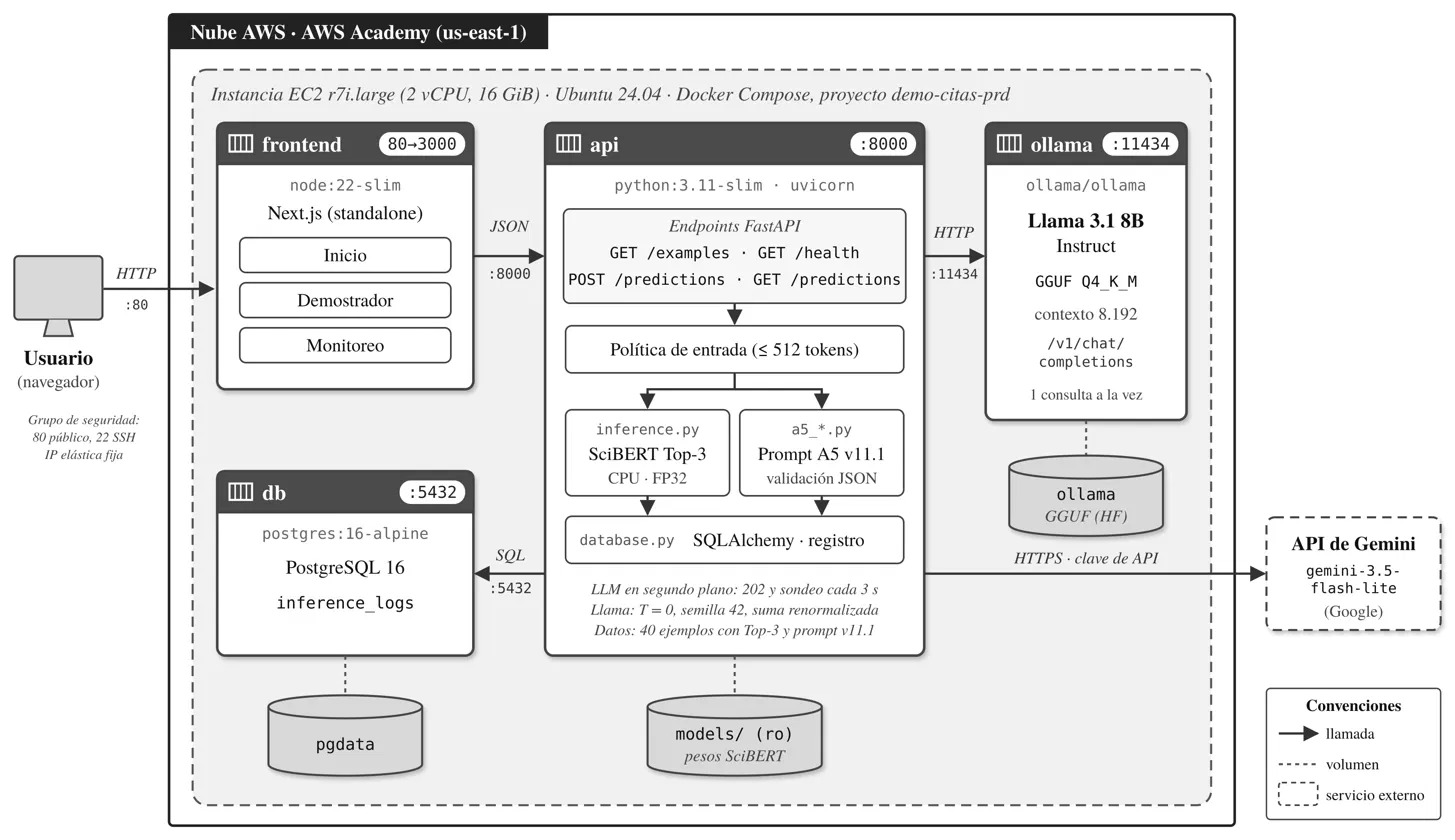 Nube AWS · AWS Academy (us-east-1)
Instancia EC2 r7i.large (2 vCPU, 16 GiB) · Ubuntu 24.04 · Docker Compose, proyecto demo-citas-prd
HTTP
:80
Usuario
(navegador)
Grupo de seguridad:
80 público, 22 SSH
IP elástica fija
frontend
80→3000
node:22-slim
Next.js (standalone)
Inicio
Demostrador
Monitoreo
JSON
:8000
api
:8000
python:3.11-slim · uvicorn
Endpoints FastAPI
GET /examples · GET /health
POST /predictions · GET /predictions
Política de entrada (≤ 512 tokens)
inference.py
SciBERT Top-3
CPU · FP32
a5_*.py
Prompt A5 v11.1
validación JSON
database.py SQLAlchemy · registro
LLM en segundo plano: 202 y sondeo cada 3 s
Llama: T = 0, semilla 42, suma renormalizada
Datos: 40 ejemplos con Top-3 y prompt v11.1
models/ (ro)
pesos SciBERT
HTTP
:11434
ollama
:11434
ollama/ollama
Llama 3.1 8B
Instruct
GGUF Q4_K_M
contexto 8.192
/v1/chat/
completions
1 consulta a la vez
ollama
GGUF (HF)
db
:5432
postgres:16-alpine
PostgreSQL 16
inference_logs
SQL
:5432
pgdata
HTTPS · clave de API
API de Gemini
gemini-3.5-
flash-lite
(Google)
Convenciones
llamada
volumen
servicio externo